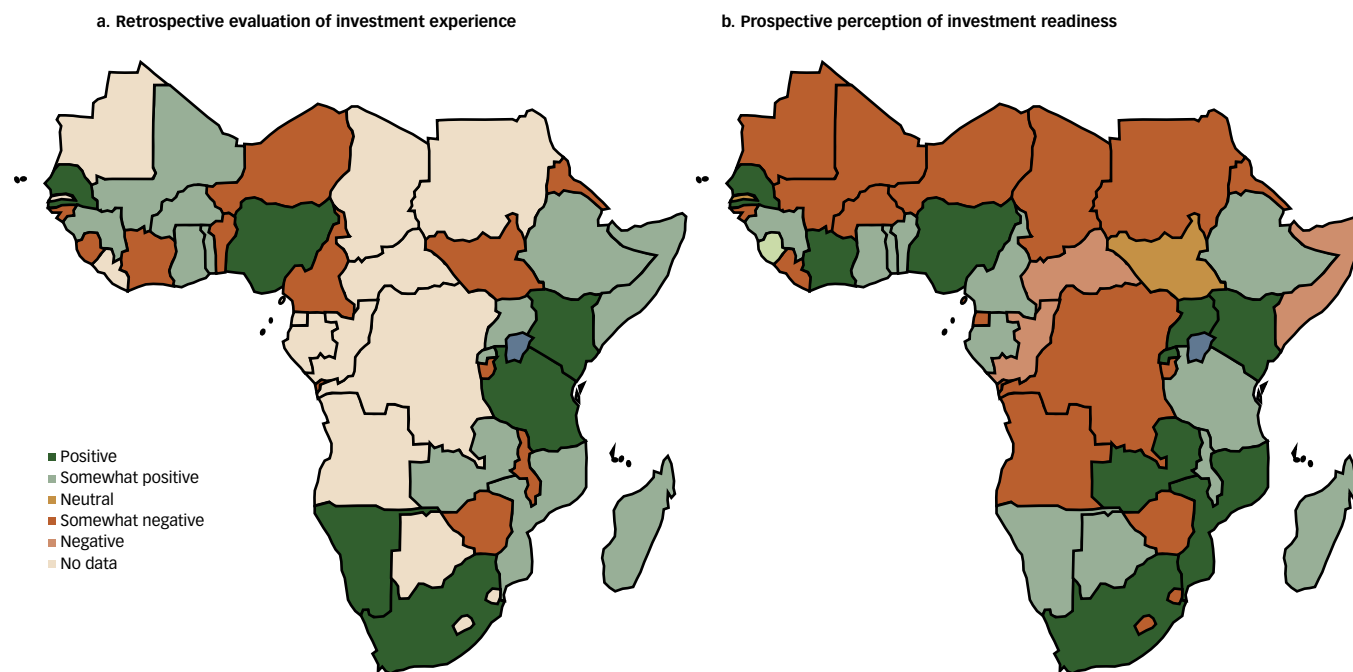 a. Retrospective evaluation of investment experience
b. Prospective perception of investment readiness
Positive
Somewhat positive
Neutral
Somewhat negative
Negative
No data